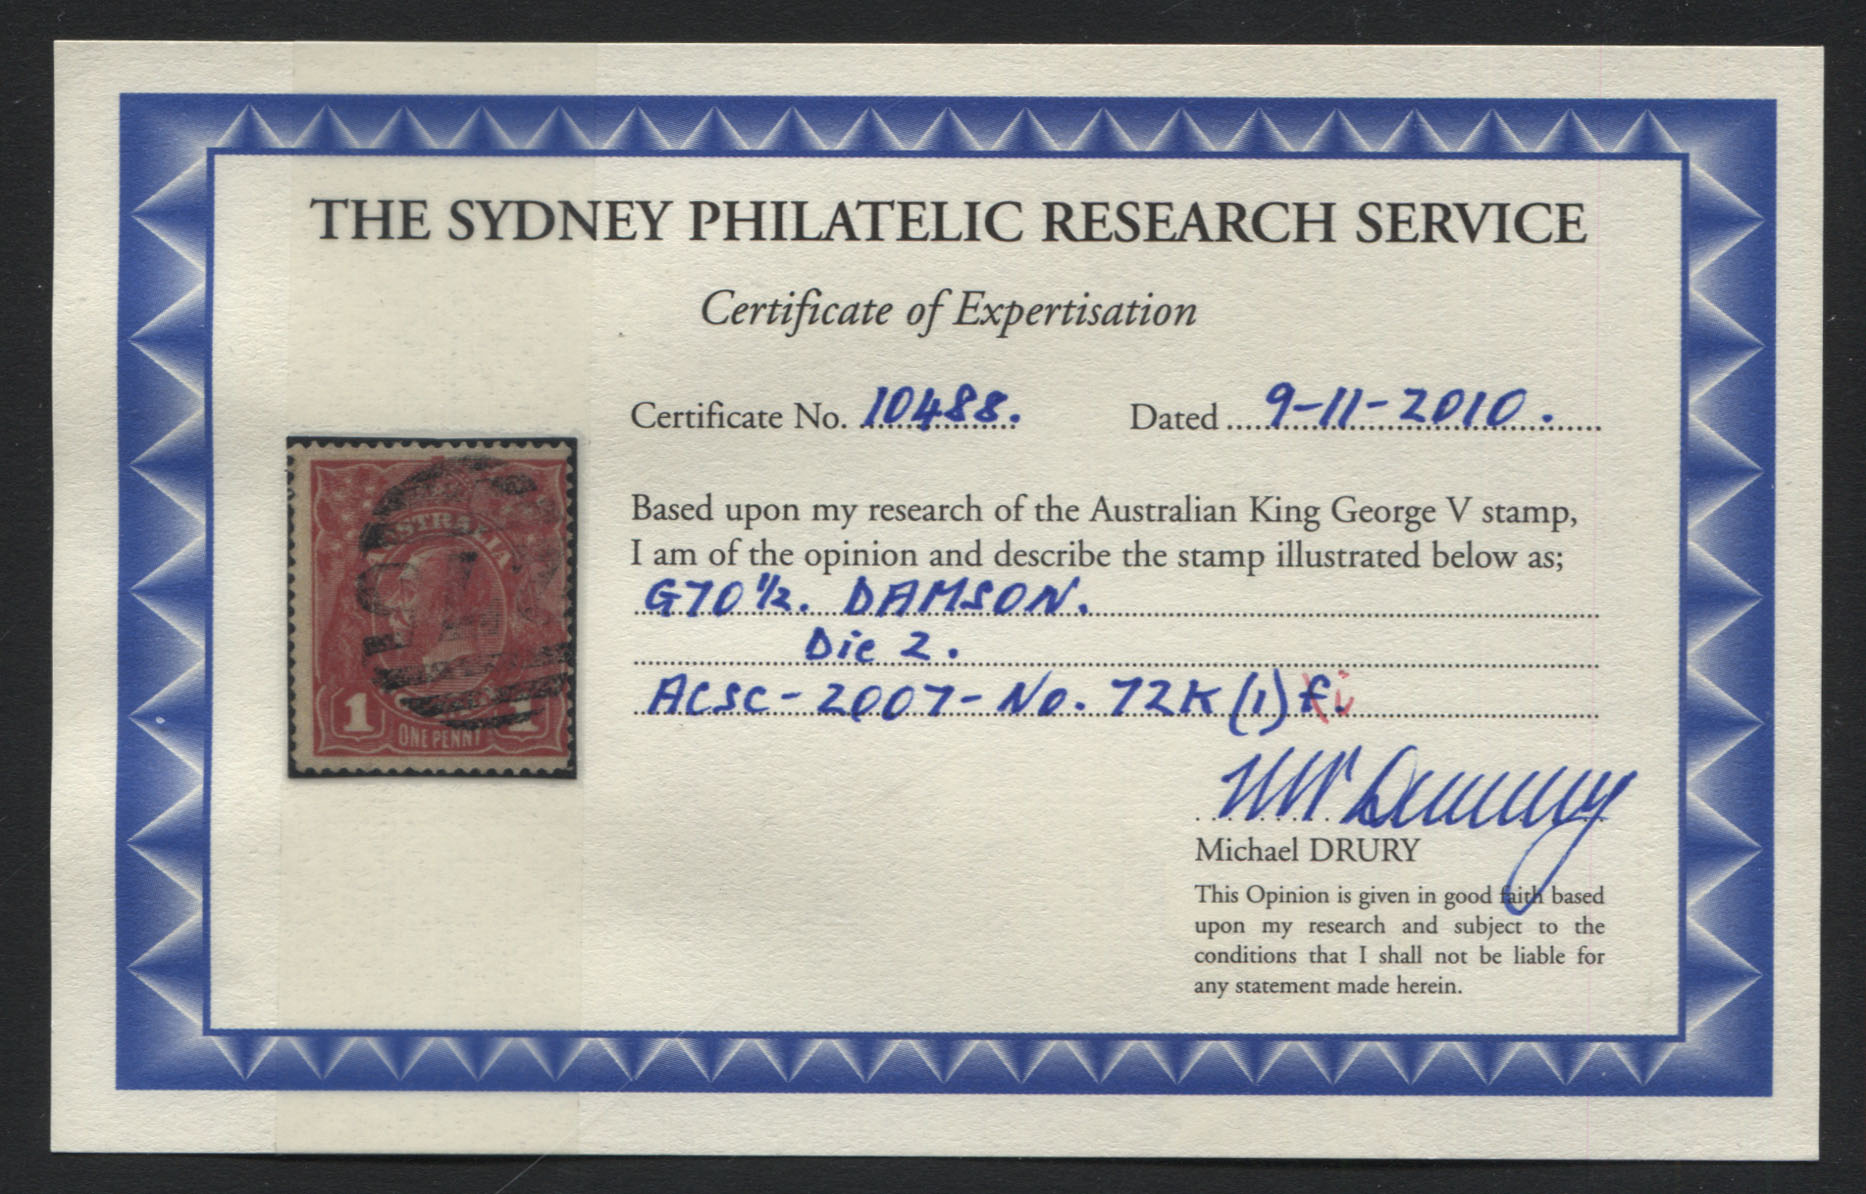 THE SYDNEY PHILATELIC RESEARCH SERVICE
Certificate of Expertisation
Certificate No. 10488. Dated 9-11-2010.
Based upon my research of the Australian King George V stamp,
I am of the opinion and describe the stamp illustrated below as;
G70½. DAMSON.
Die 2.
ACSC-2007-No. 72K(1)f.i
AUSTRALIA
1 ONE PENNY 1
Michael DRURY
This Opinion is given in good faith based
upon my research and subject to the
conditions that I shall not be liable for
any statement made herein.